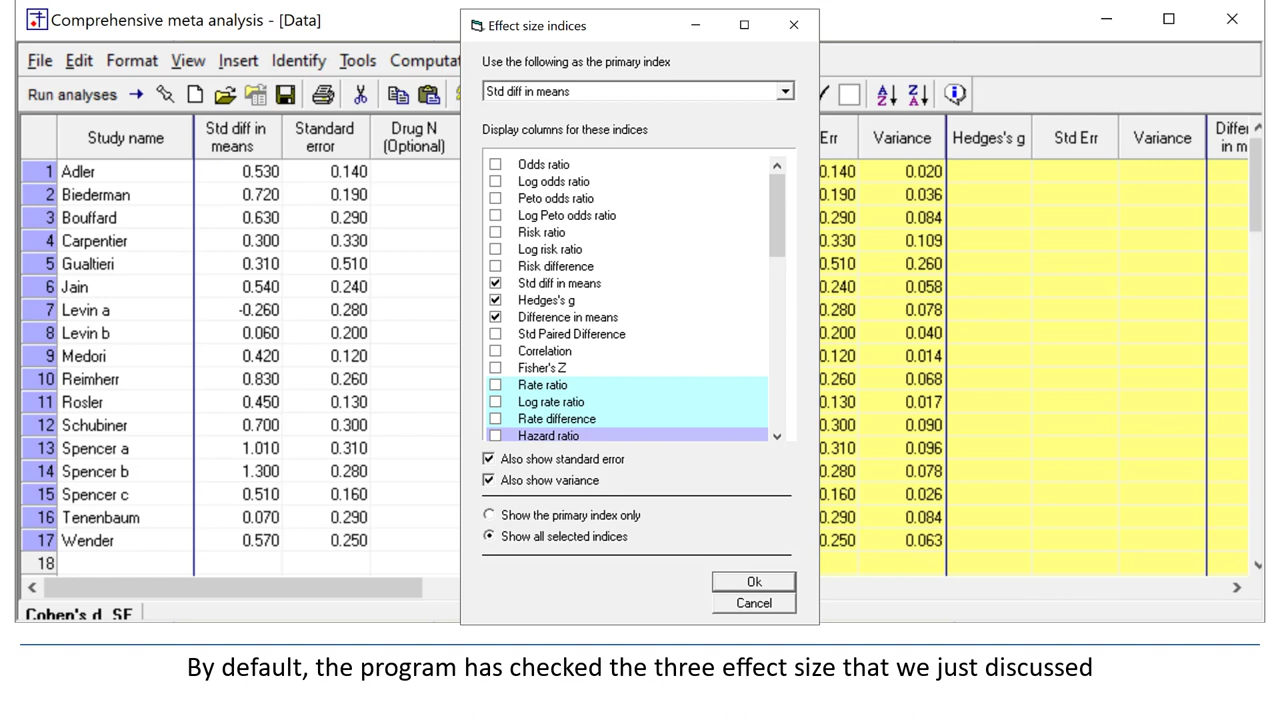 Comprehensive meta analysis - [Data]
File Edit Format View Insert Identify Tools Computat
Run analyses
Study name Std diff in means Standard error Drug N (Optional)
1 Adler 0.530 0.140
2 Biederman 0.720 0.190
3 Bouffard 0.630 0.290
4 Carpentier 0.300 0.330
5 Gualtieri 0.310 0.510
6 Jain 0.540 0.240
7 Levin a -0.260 0.280
8 Levin b 0.060 0.200
9 Medori 0.420 0.120
10 Reimherr 0.830 0.260
11 Rosler 0.450 0.130
12 Schubiner 0.700 0.300
13 Spencer a 1.010 0.310
14 Spencer b 1.300 0.280
15 Spencer c 0.510 0.160
16 Tenenbaum 0.070 0.290
17 Wender 0.570 0.250
18
Cohen's d_SE
Effect size indices
Use the following as the primary index
Std diff in means
Display columns for these indices
Odds ratio
Log odds ratio
Peto odds ratio
Log Peto odds ratio
Risk ratio
Log risk ratio
Risk difference
Std diff in means
Hedges's g
Difference in means
Std Paired Difference
Correlation
Fisher's Z
Rate ratio
Log rate ratio
Rate difference
Hazard ratio
Also show standard error
Also show variance
Show the primary index only
Show all selected indices
Ok
Cancel
Err Variance Hedges's g Std Err Variance Differ in m
0.140 0.020
0.190 0.036
0.290 0.084
0.330 0.109
0.510 0.260
0.240 0.058
0.280 0.078
0.200 0.040
0.120 0.014
0.260 0.068
0.130 0.017
0.300 0.090
0.310 0.096
0.280 0.078
0.160 0.026
0.290 0.084
0.250 0.063
By default, the program has checked the three effect size that we just discussed